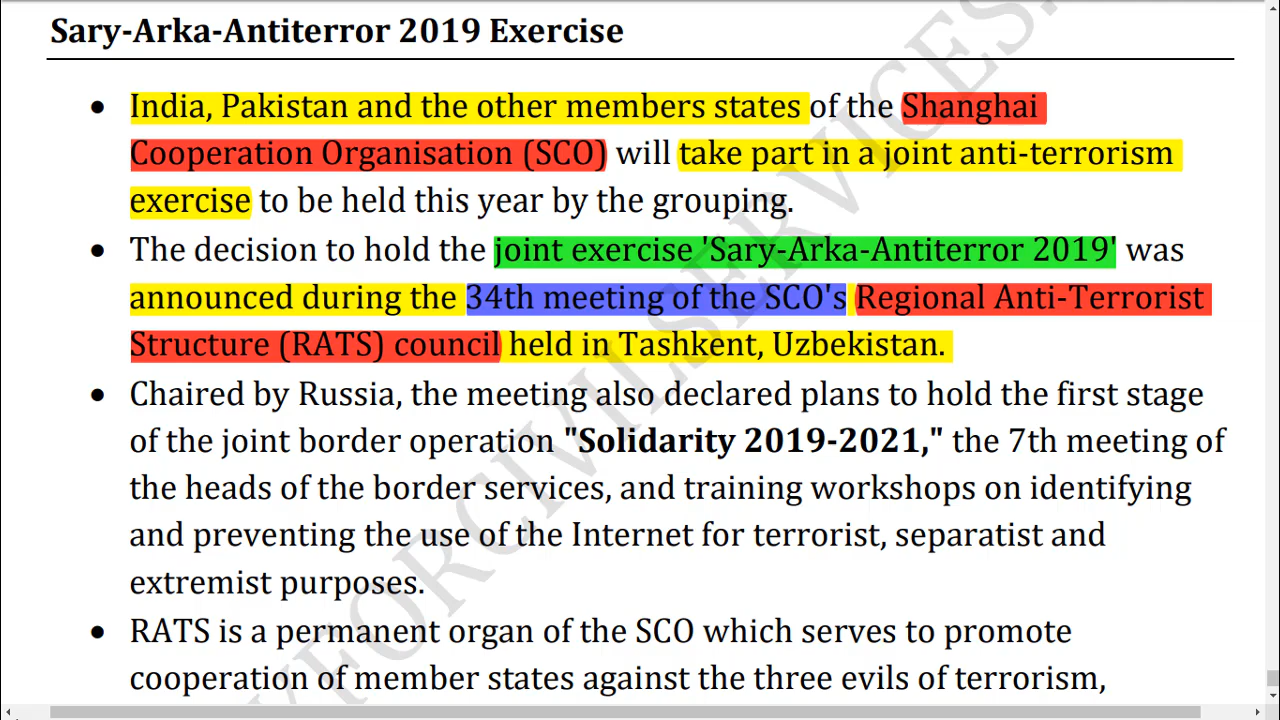 Sary-Arka-Antiterror 2019 Exercise
• India, Pakistan and the other members states of the Shanghai
Cooperation Organisation (SCO) will take part in a joint anti-terrorism
exercise to be held this year by the grouping.
• The decision to hold the joint exercise 'Sary-Arka-Antiterror 2019' was
announced during the 34th meeting of the SCO's Regional Anti-Terrorist
Structure (RATS) council held in Tashkent, Uzbekistan.
• Chaired by Russia, the meeting also declared plans to hold the first stage
of the joint border operation "Solidarity 2019-2021," the 7th meeting of
the heads of the border services, and training workshops on identifying
and preventing the use of the Internet for terrorist, separatist and
extremist purposes.
• RATS is a permanent organ of the SCO which serves to promote
cooperation of member states against the three evils of terrorism,
YFORCIVILSERVICES.